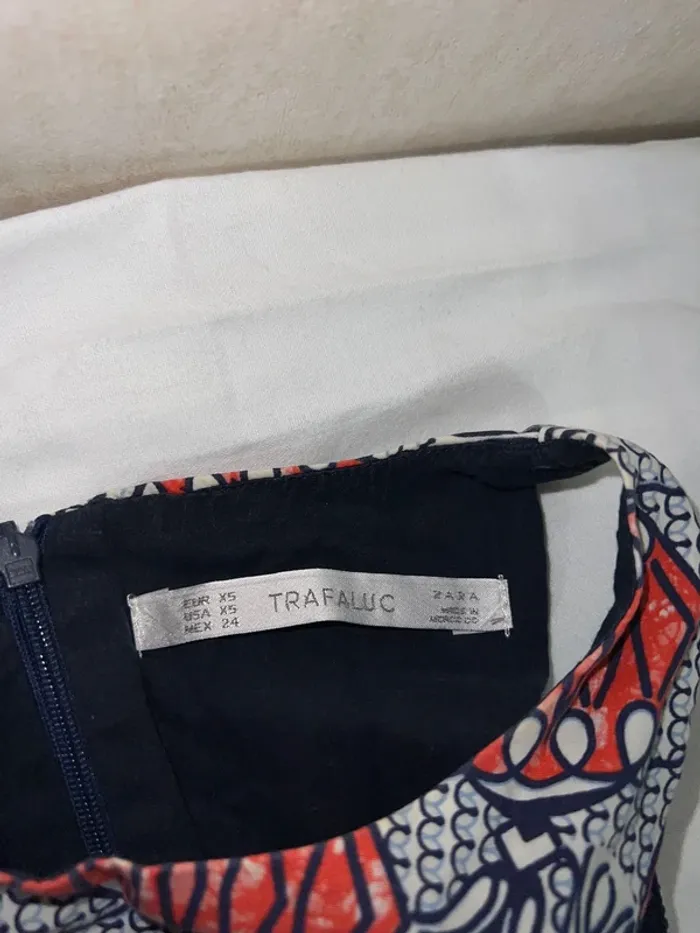 EUR XS
USA XS
MEX 24
TRAFALUC
ZARA
MADE IN
MOROCCO